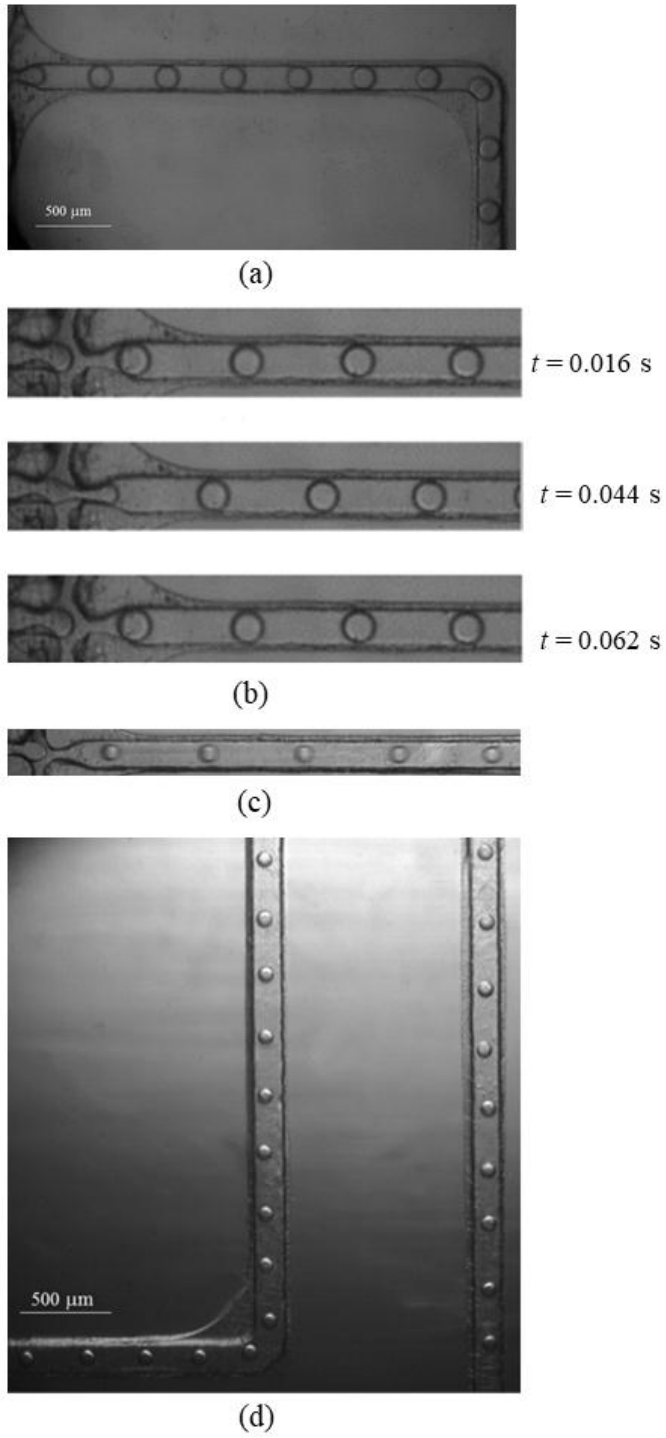 500 μm
(a)
t = 0.016 s
t = 0.044 s
t = 0.062 s
(b)
(c)
500 μm
(d)